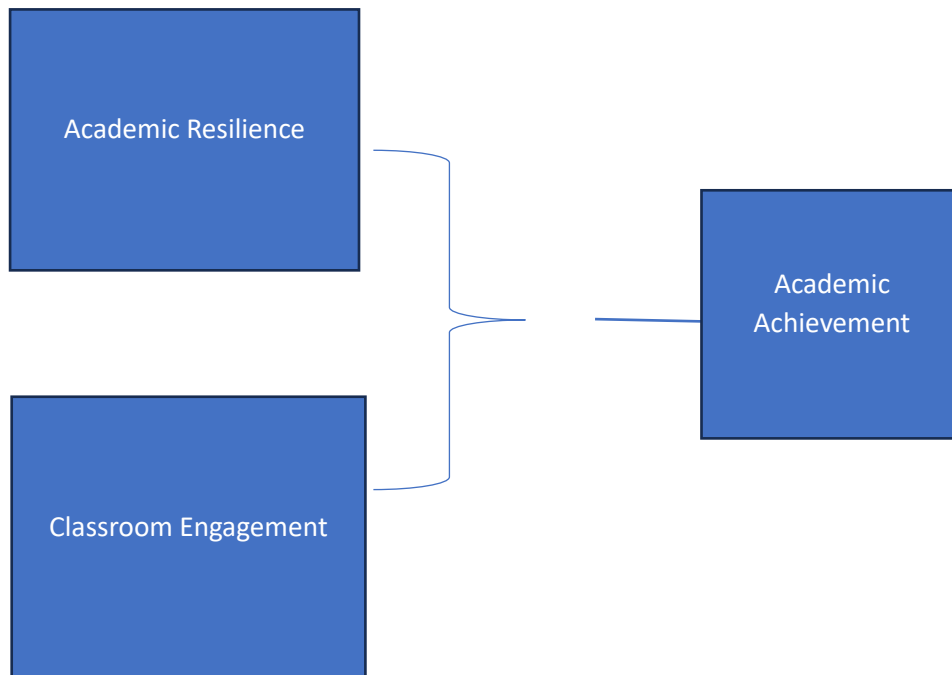 Academic Resilience
Academic
Achievement
Classroom Engagement